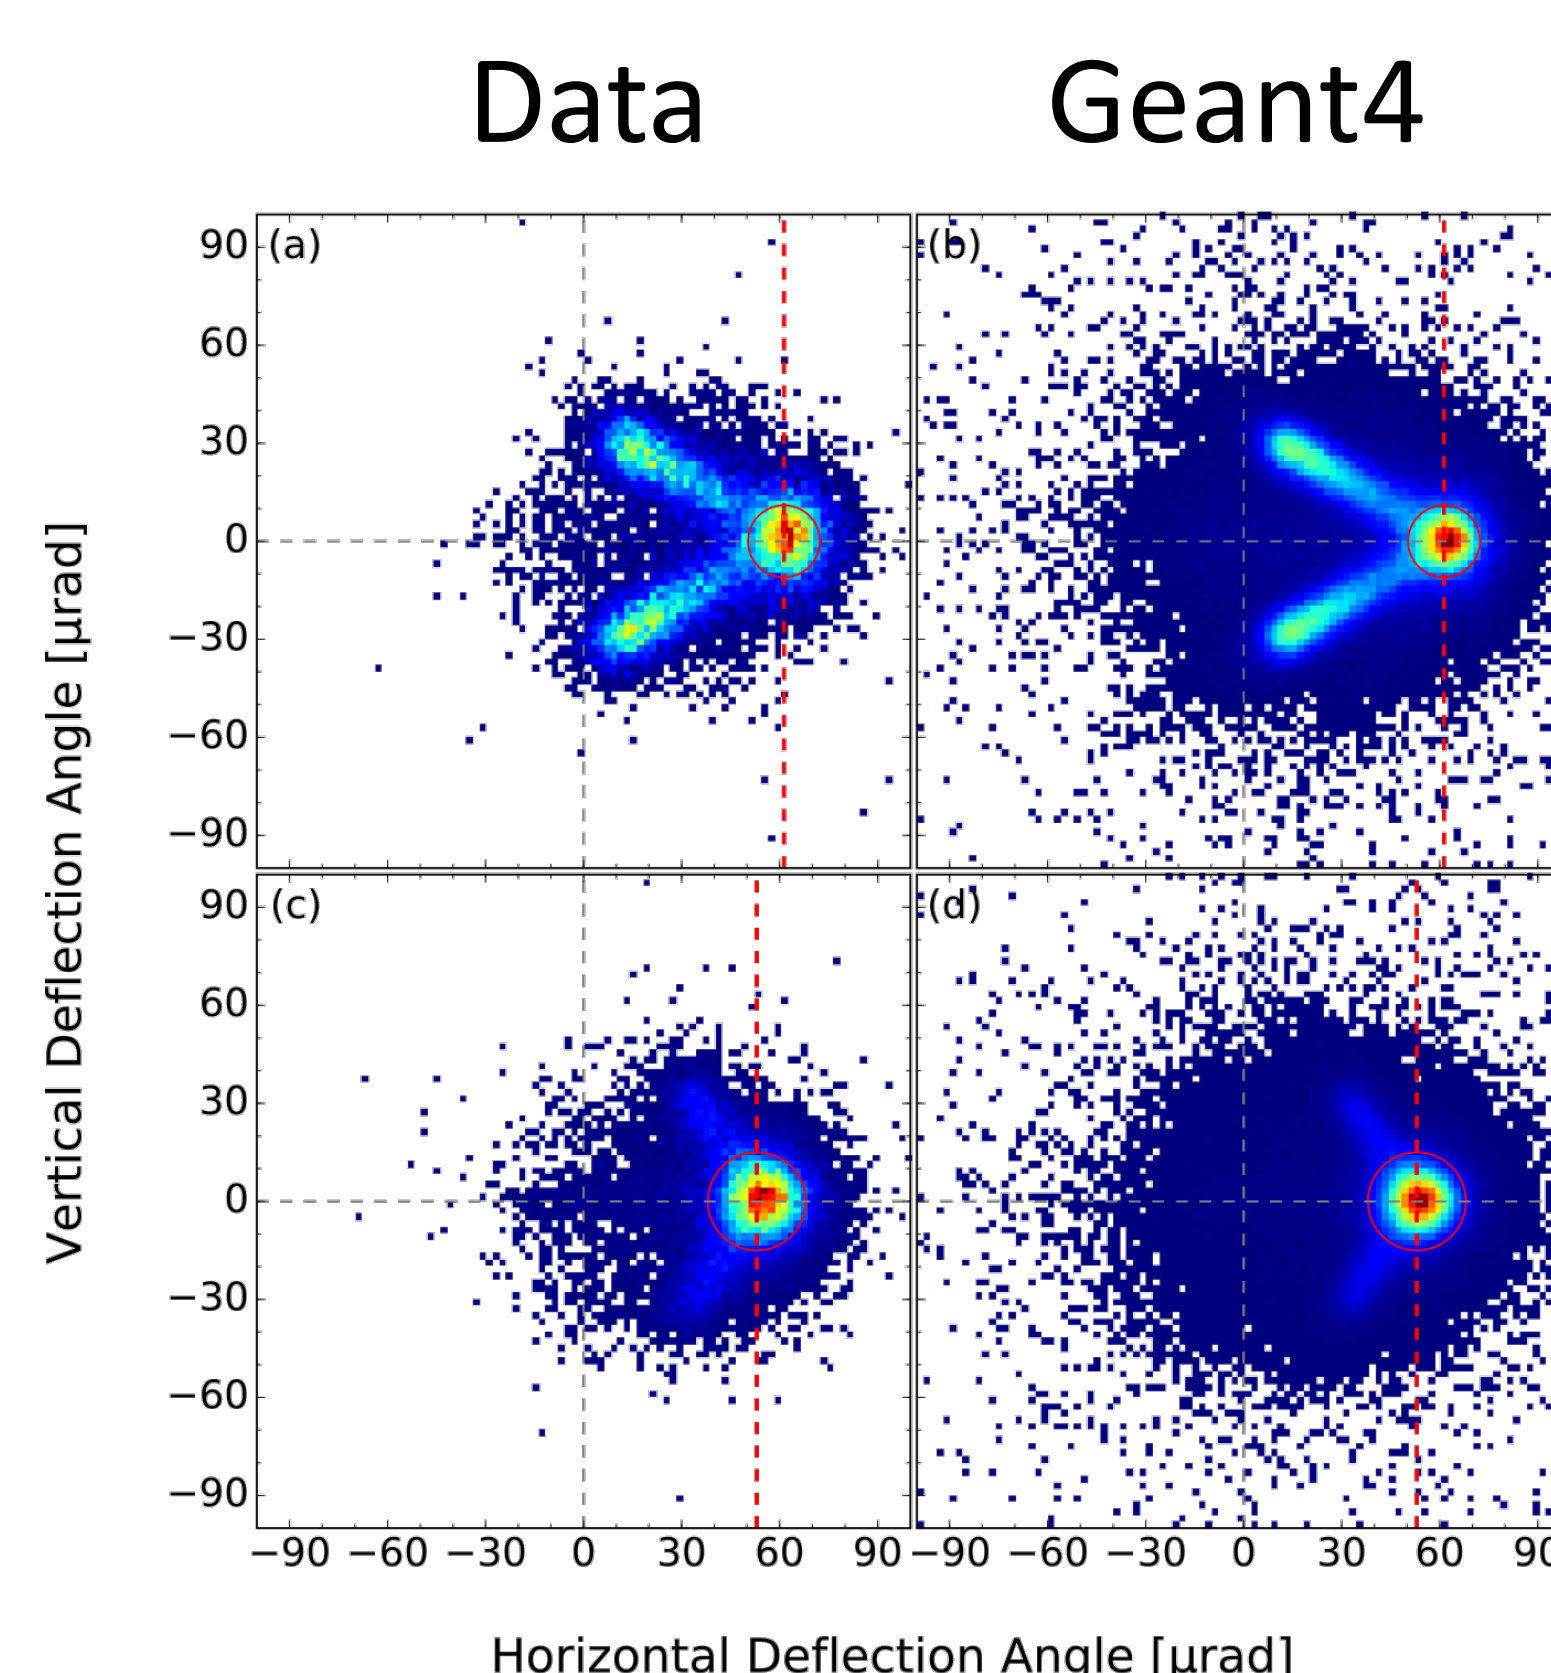 Data Geant4
Vertical Deflection Angle [µrad]
(a) (b)
90
60
30
0
−30
−60
−90
(c) (d)
90
60
30
0
−30
−60
−90
−90 −60 −30 0 30 60 90 −90 −60 −30 0 30 60 90
Horizontal Deflection Angle [µrad]